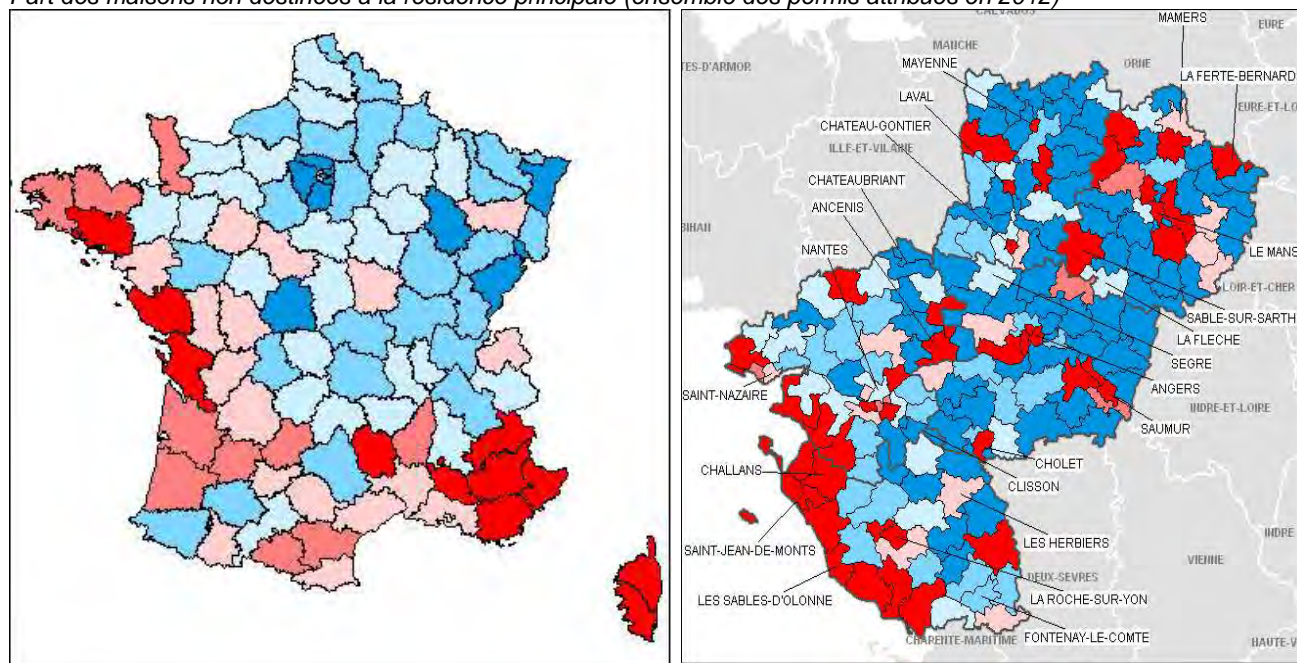 Part des maisons non destinées à la résidence principale (ensemble des permis attribués en 2012)
CALVADOS
MAMERS
EURE
MANCHE
MAYENNE
ORNE
TES-D'ARMOR
LA FERTE-BERNARD
LAVAL
EURE-ET-LO
CHATEAU-GONTIER
ILLE-ET-VILAINE
CHATEAUBRIANT
ANCENIS
BIHAN
NANTES
LE MANS
LOIR-ET-CHER
SABLE-SUR-SARTH
LA FLECHE
SEGRE
SAINT-NAZAIRE
ANGERS
INDRE-ET-LOIRE
SAUMUR
CHOLET
CHALLANS
CLISSON
INDRE
SAINT-JEAN-DE-MONTS
LES HERBIERS
VIENNE
DEUX-SEVRES
LES SABLES-D'OLONNE
LA ROCHE-SUR-YON
FONTENAY-LE-COMTE
CHARENTE-MARITIME
HAUTE-V